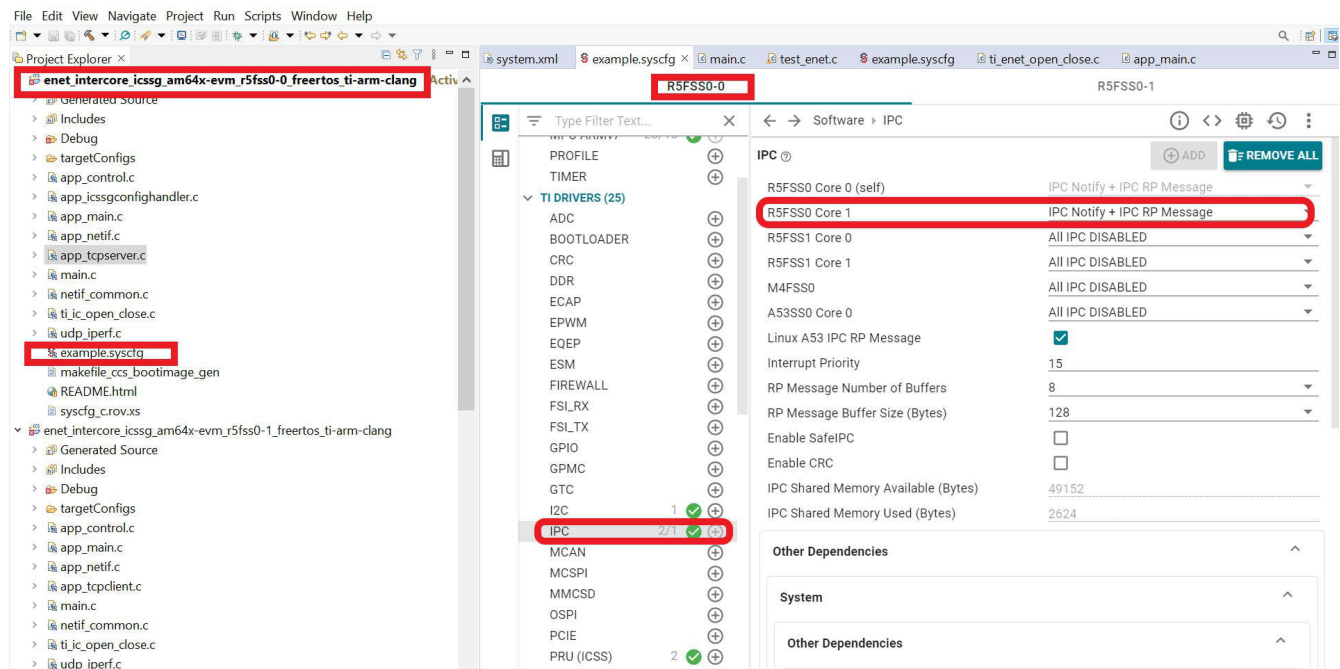 File Edit View Navigate Project Run Scripts Window Help
Project Explorer
enet_intercore_icssg_am64x-evm_r5fss0-0_freertos_ti-arm-clang Activ
Generated Source
Includes
Debug
targetConfigs
app_control.c
app_icssgconfighandler.c
app_main.c
app_netif.c
app_tcpserver.c
main.c
netif_common.c
ti_ic_open_close.c
udp_iperf.c
example.syscfg
makefile_ccs_bootimage_gen
README.html
syscfg_c.rov.xs
enet_intercore_icssg_am64x-evm_r5fss0-1_freertos_ti-arm-clang
Generated Source
Includes
Debug
targetConfigs
app_control.c
app_main.c
app_netif.c
app_tcpclient.c
main.c
netif_common.c
ti_ic_open_close.c
udp_iperf.c
system.xml example.syscfg main.c test_enet.c example.syscfg ti_enet_open_close.c app_main.c
R5FSS0-0 R5FSS0-1
Type Filter Text...
MPU ARMV7
PROFILE
TIMER
TI DRIVERS (25)
ADC
BOOTLOADER
CRC
DDR
ECAP
EPWM
EQEP
ESM
FIREWALL
FSI_RX
FSI_TX
GPIO
GPMC
GTC
I2C 1
IPC 2/1
MCAN
MCSPI
MMCSD
OSPI
PCIE
PRU (ICSS) 2
Software IPC
IPC ADD REMOVE ALL
R5FSS0 Core 0 (self) IPC Notify + IPC RP Message
R5FSS0 Core 1 IPC Notify + IPC RP Message
R5FSS1 Core 0 All IPC DISABLED
R5FSS1 Core 1 All IPC DISABLED
M4FSS0 All IPC DISABLED
A53SS0 Core 0 All IPC DISABLED
Linux A53 IPC RP Message
Interrupt Priority 15
RP Message Number of Buffers 8
RP Message Buffer Size (Bytes) 128
Enable SafeIPC
Enable CRC
IPC Shared Memory Available (Bytes) 49152
IPC Shared Memory Used (Bytes) 2624
Other Dependencies
System
Other Dependencies